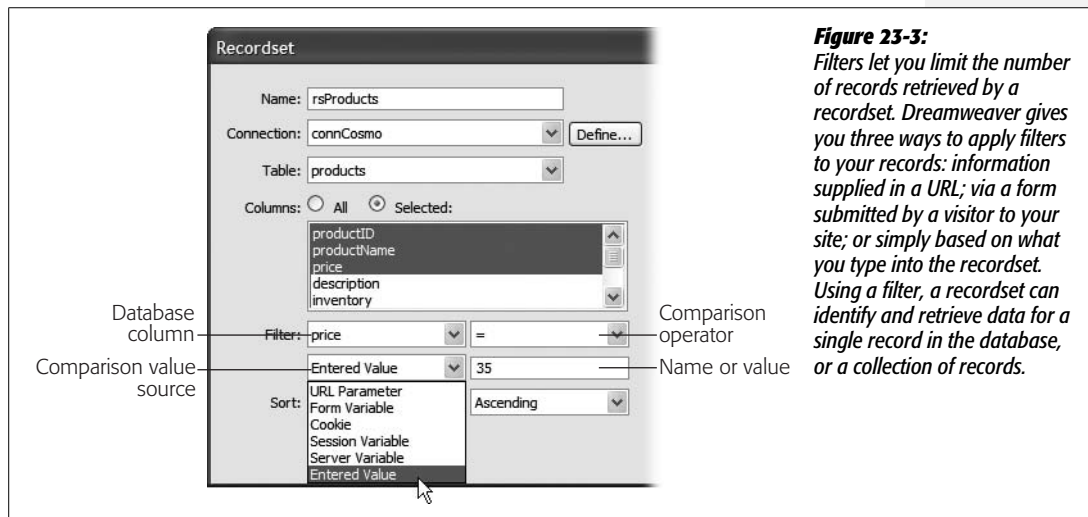 Recordset
Name: rsProducts
Connection: connCosmo Define...
Table: products
Columns: All Selected:
productID
productName
price
description
inventory
Database
column
Filter: price =
Comparison
operator
Comparison value
source
Entered Value 35
Name or value
Sort: Ascending
URL Parameter
Form Variable
Cookie
Session Variable
Server Variable
Entered Value
Figure 23-3:
Filters let you limit the number
of records retrieved by a
recordset. Dreamweaver gives
you three ways to apply filters
to your records: information
supplied in a URL; via a form
submitted by a visitor to your
site; or simply based on what
you type into the recordset.
Using a filter, a recordset can
identify and retrieve data for a
single record in the database,
or a collection of records.